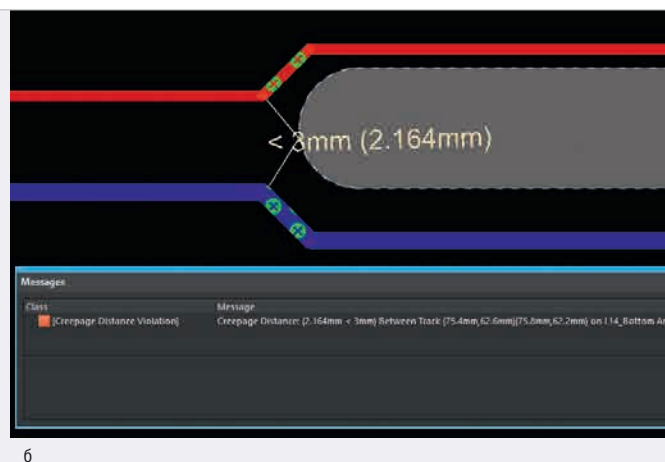 < 3mm (2.164mm)
Messages
Class Message
[Creepage Distance Violation] Creepage Distance: (2.164mm < 3mm) Between Track (75.4mm,62.6mm)(75.8mm,62.2mm) on L14_Bottom
б